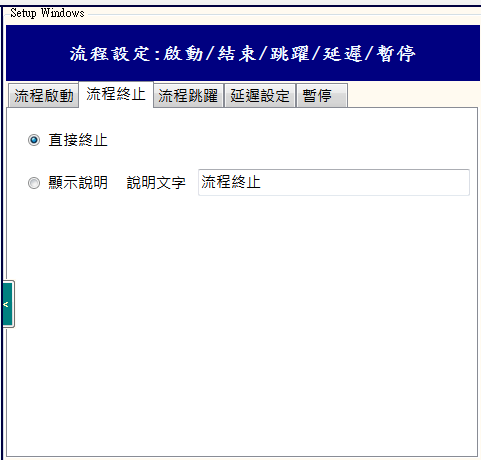 Setup Windows
流程設定:啟動/結束/跳躍/延遲/暫停
流程啟動 流程終止 流程跳躍 延遲設定 暫停
直接終止
顯示說明 說明文字 流程終止
<